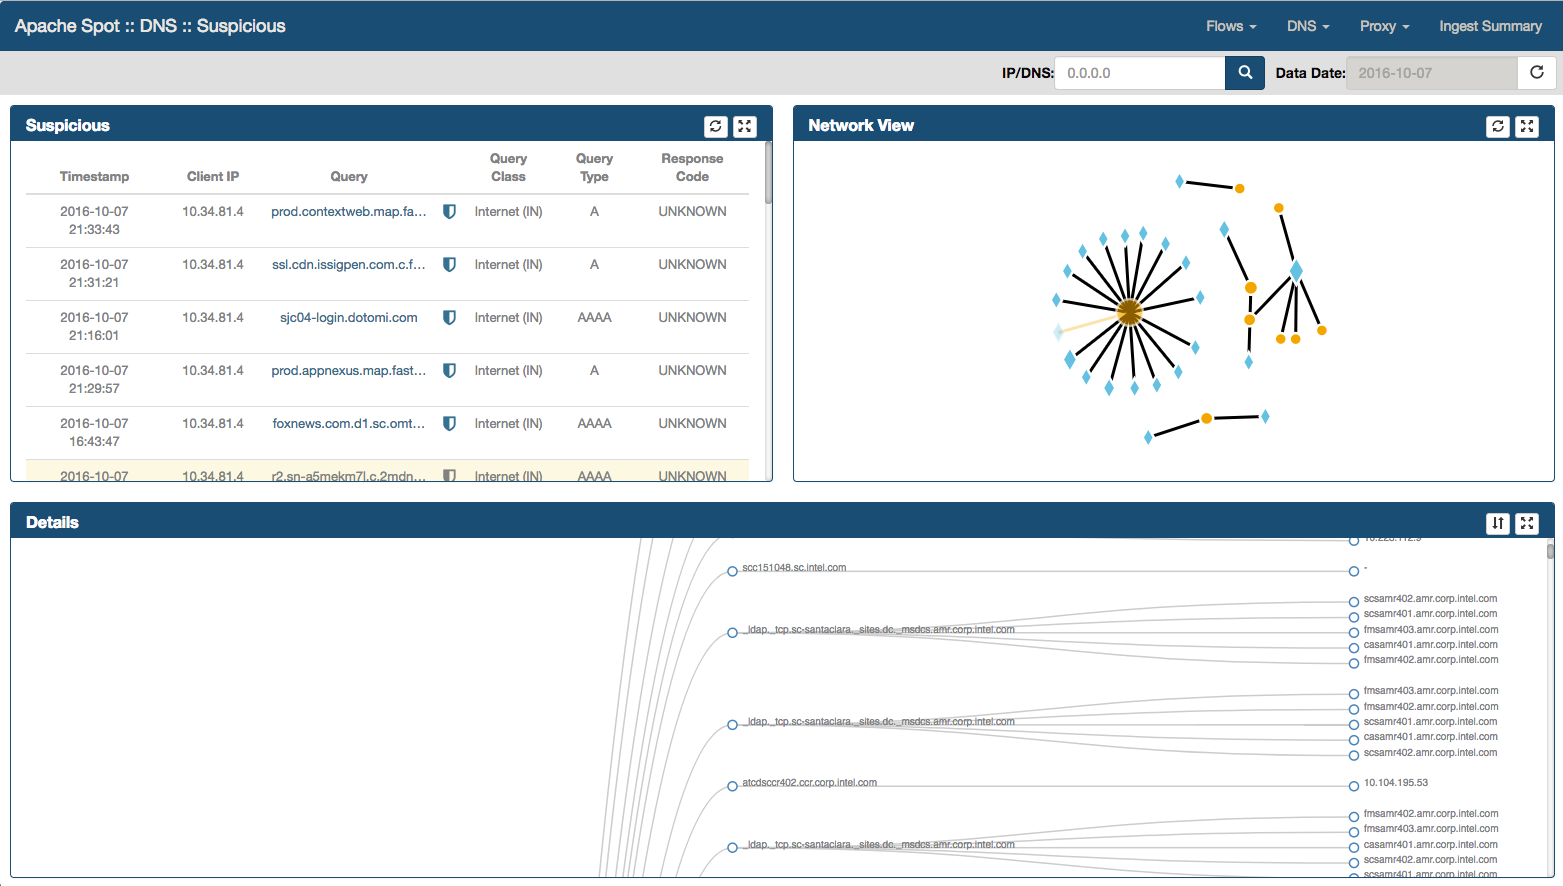 Apache Spot :: DNS :: Suspicious
Flows DNS Proxy Ingest Summary
IP/DNS: 0.0.0.0 Data Date: 2016-10-07
Suspicious
Timestamp Client IP Query Query Class Query Type Response Code
2016-10-07 21:33:43 10.34.81.4 prod.contextweb.map.fa... Internet (IN) A UNKNOWN
2016-10-07 21:31:21 10.34.81.4 ssl.cdn.issigpen.com.c.f... Internet (IN) A UNKNOWN
2016-10-07 21:16:01 10.34.81.4 sjc04-login.dotomi.com Internet (IN) AAAA UNKNOWN
2016-10-07 21:29:57 10.34.81.4 prod.appnexus.map.fast... Internet (IN) A UNKNOWN
2016-10-07 16:43:47 10.34.81.4 foxnews.com.d1.sc.omt... Internet (IN) AAAA UNKNOWN
2016-10-07 10.34.81.4 r2.sn-a5mekm7l.c.2mdn... Internet (IN) AAAA UNKNOWN
Network View
Details
10.223.112.9
scc151048.sc.intel.com
-
scsamr402.amr.corp.intel.com
scsamr401.amr.corp.intel.com
_ldap._tcp.sc-santaclara._sites.dc._msdcs.amr.corp.intel.com
fmsamr403.amr.corp.intel.com
casamr401.amr.corp.intel.com
fmsamr402.amr.corp.intel.com
fmsamr403.amr.corp.intel.com
fmsamr402.amr.corp.intel.com
_ldap._tcp.sc-santaclara._sites.dc._msdcs.amr.corp.intel.com
scsamr401.amr.corp.intel.com
casamr401.amr.corp.intel.com
scsamr402.amr.corp.intel.com
atcdsccr402.ccr.corp.intel.com
10.104.195.53
fmsamr402.amr.corp.intel.com
fmsamr403.amr.corp.intel.com
_ldap._tcp.sc-santaclara._sites.dc._msdcs.amr.corp.intel.com
casamr401.amr.corp.intel.com
scsamr402.amr.corp.intel.com
scsamr401.amr.corp.intel.com